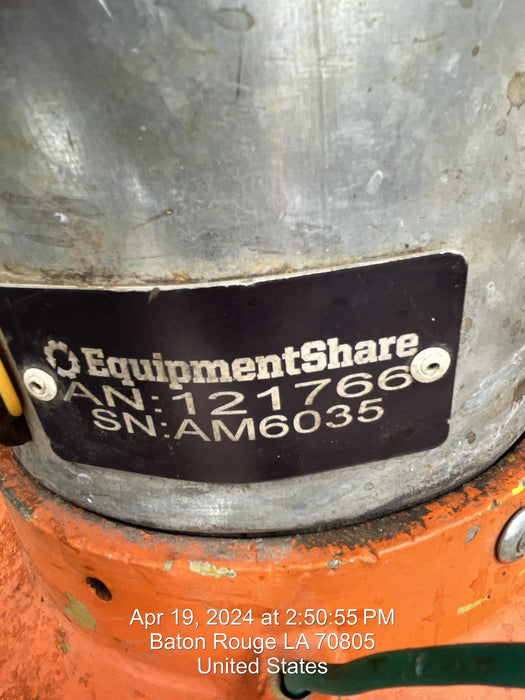 EquipmentShare
AN:121766
SN:AM6035
Apr 19, 2024 at 2:50:55 PM
Baton Rouge LA 70805
United States